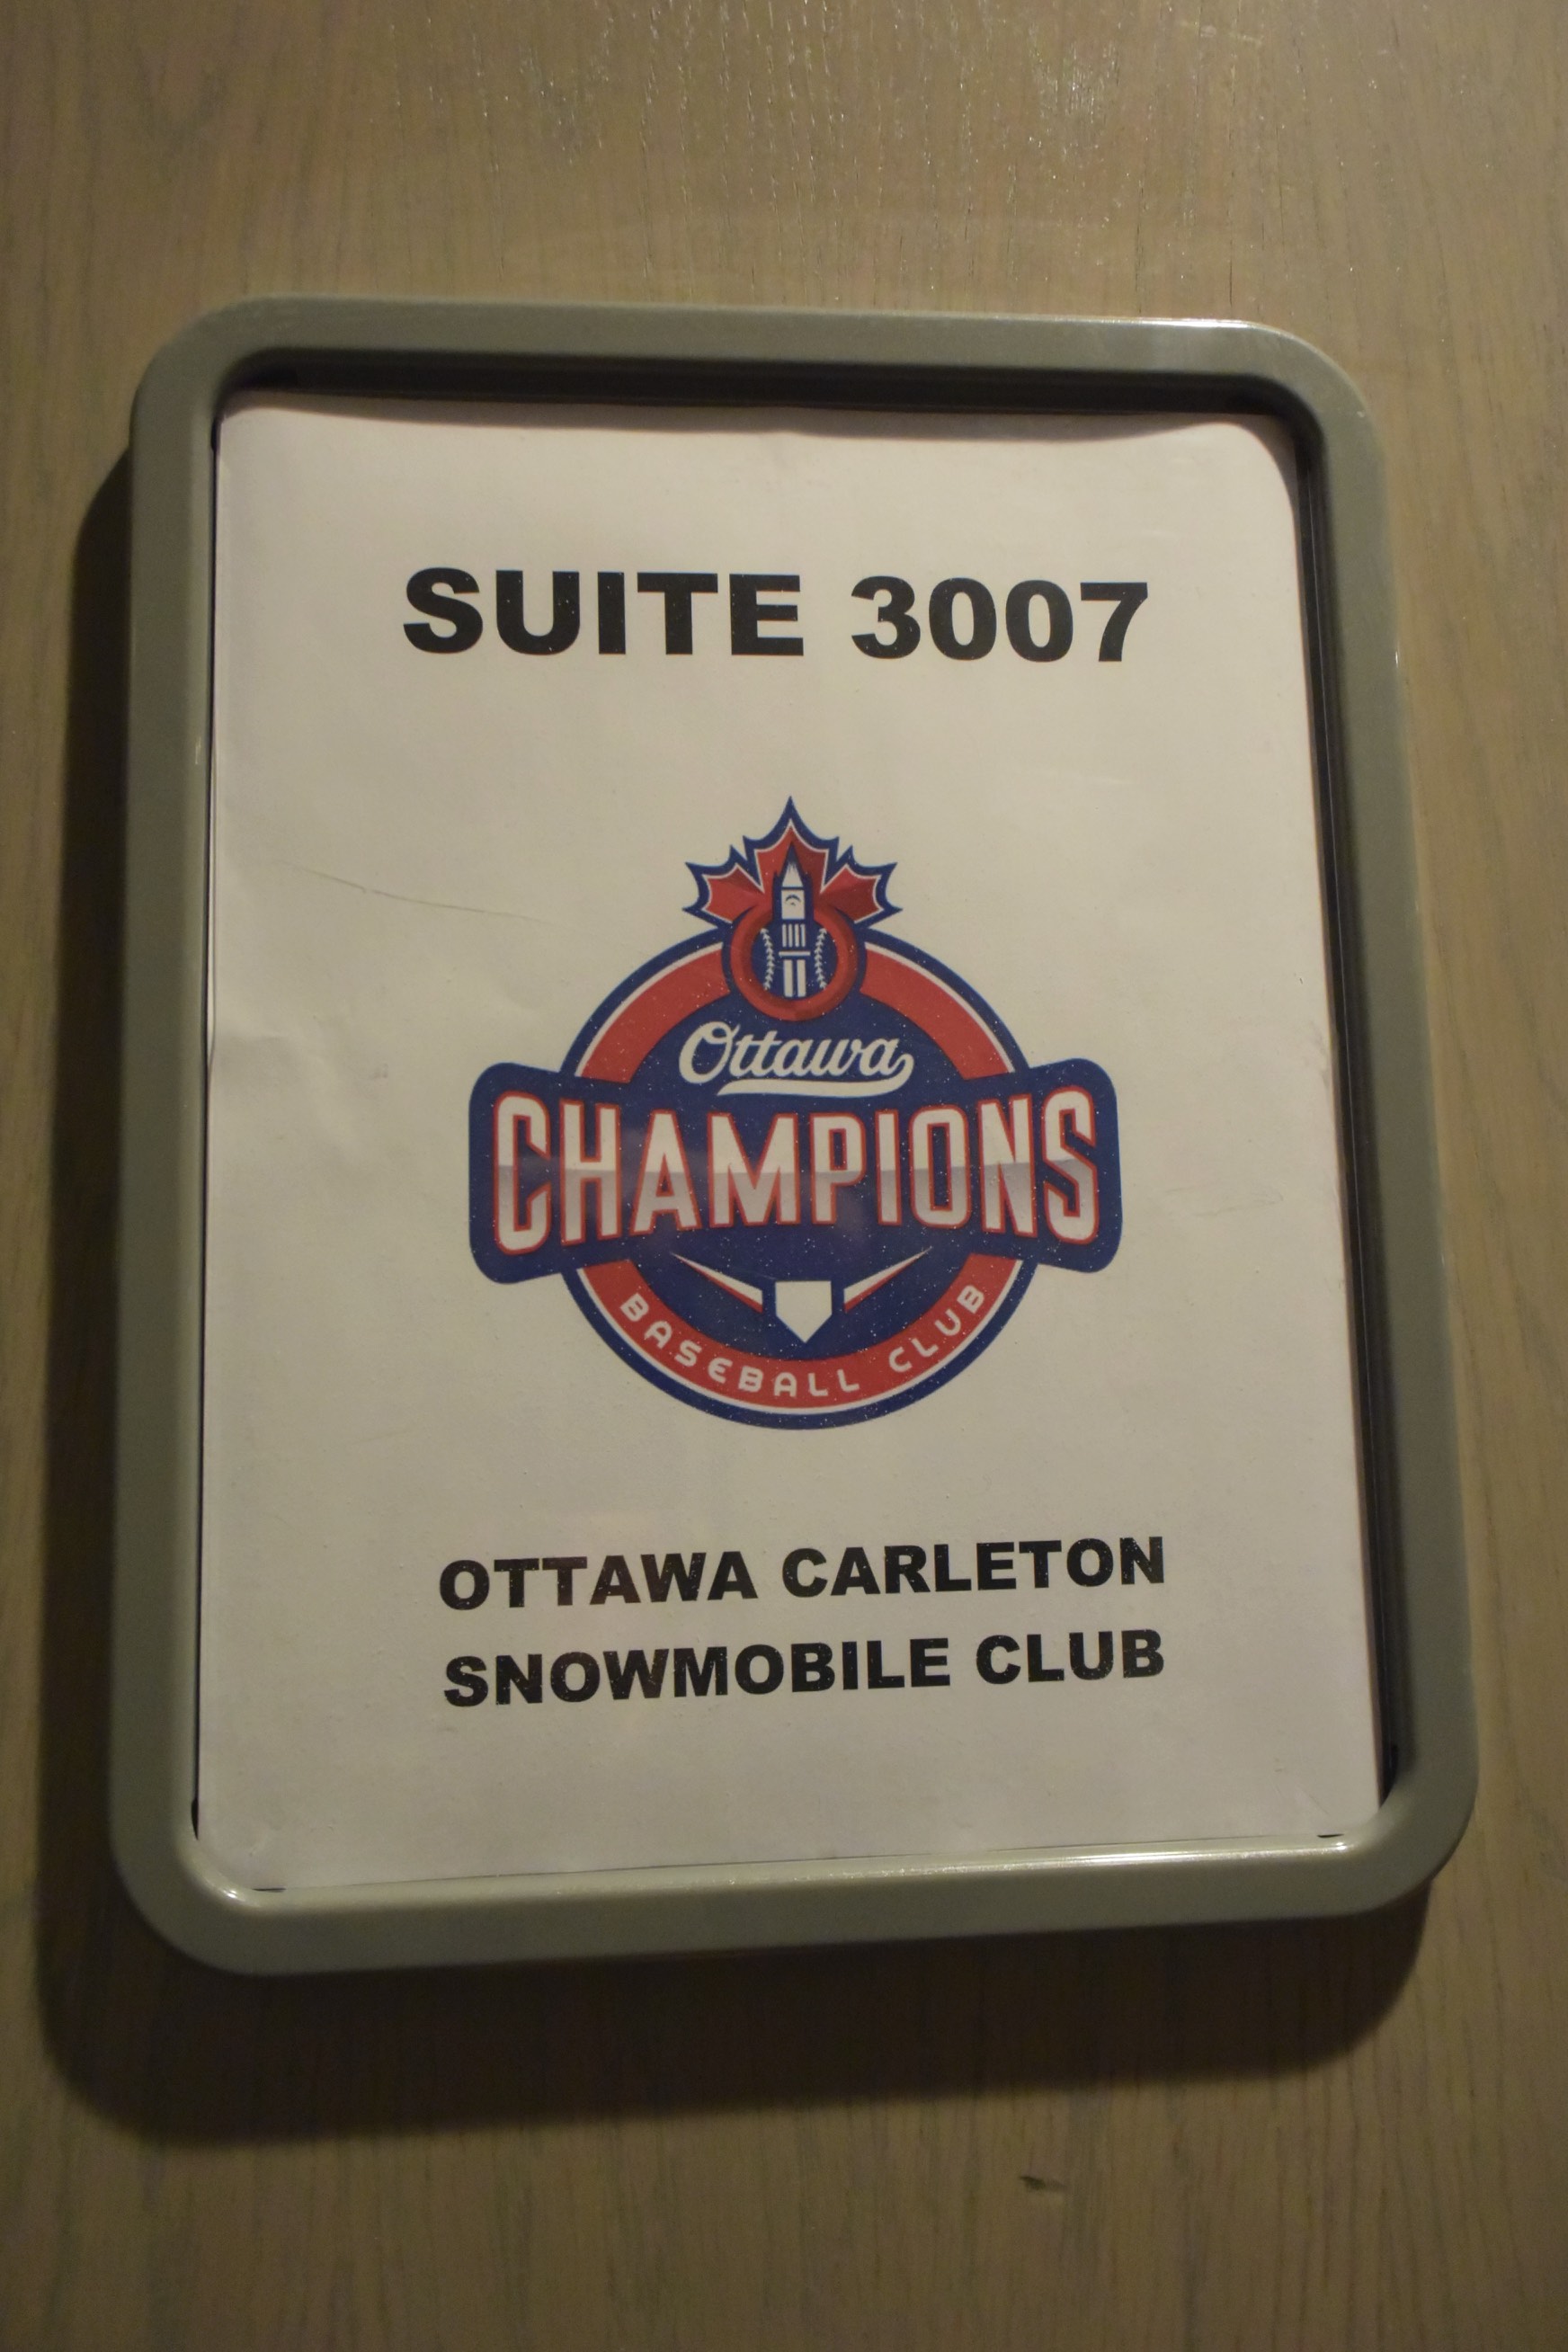 SUITE 3007
Ottawa
CHAMPIONS
BASEBALL CLUB
OTTAWA CARLETON
SNOWMOBILE CLUB